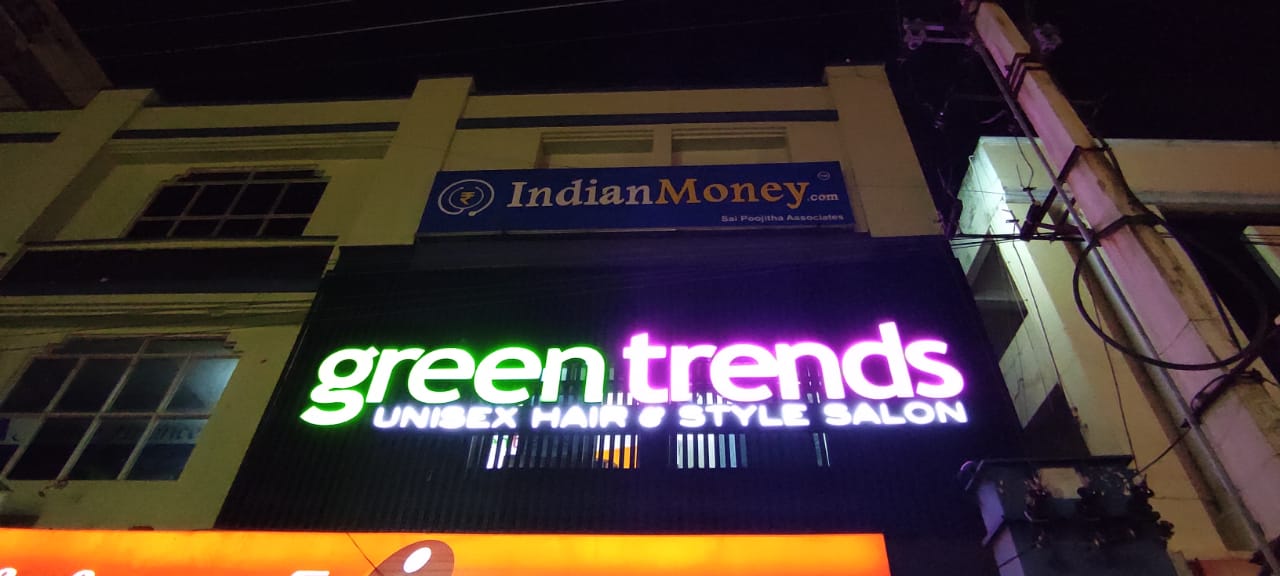 IndianMoney.com
Sai Poojitha Associates
green trends
UNISEX HAIR & STYLE SALON